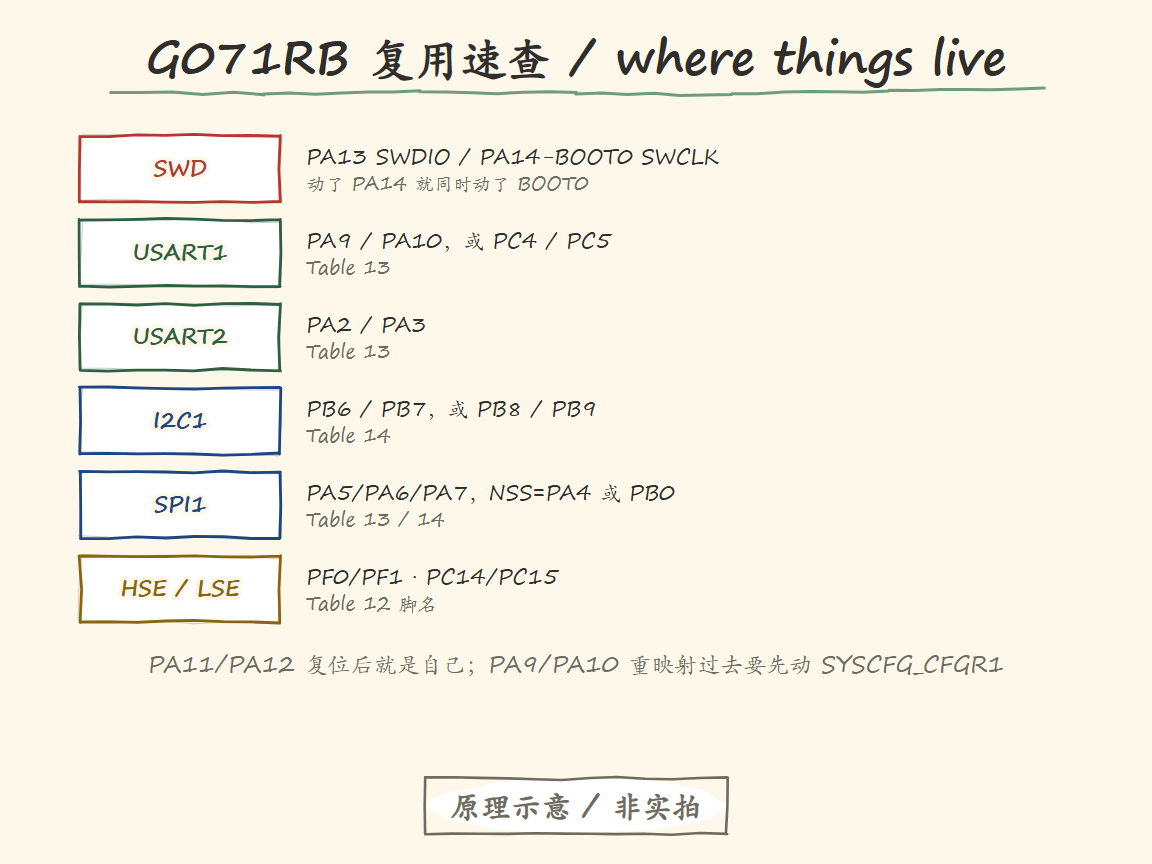 G071RB 复用速查 / where things live
SWD
PA13 SWDIO / PA14-BOOT0 SWCLK
动了 PA14 就同时动了 BOOT0
USART1
PA9 / PA10，或 PC4 / PC5
Table 13
USART2
PA2 / PA3
Table 13
I2C1
PB6 / PB7，或 PB8 / PB9
Table 14
SPI1
PA5/PA6/PA7，NSS=PA4 或 PB0
Table 13 / 14
HSE / LSE
PF0/PF1 · PC14/PC15
Table 12 脚名
PA11/PA12 复位后就是自己；PA9/PA10 重映射过去要先动 SYSCFG_CFGR1
原理示意 / 非实拍